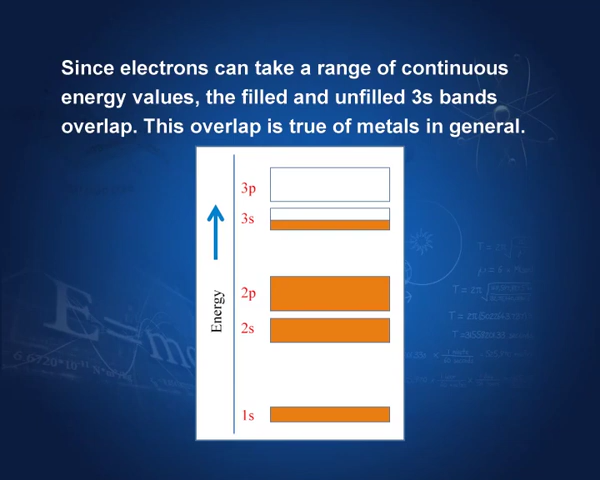 Since electrons can take a range of continuous
energy values, the filled and unfilled 3s bands
overlap. This overlap is true of metals in general.
3p
3s
2p
Energy
2s
1s
E=mc